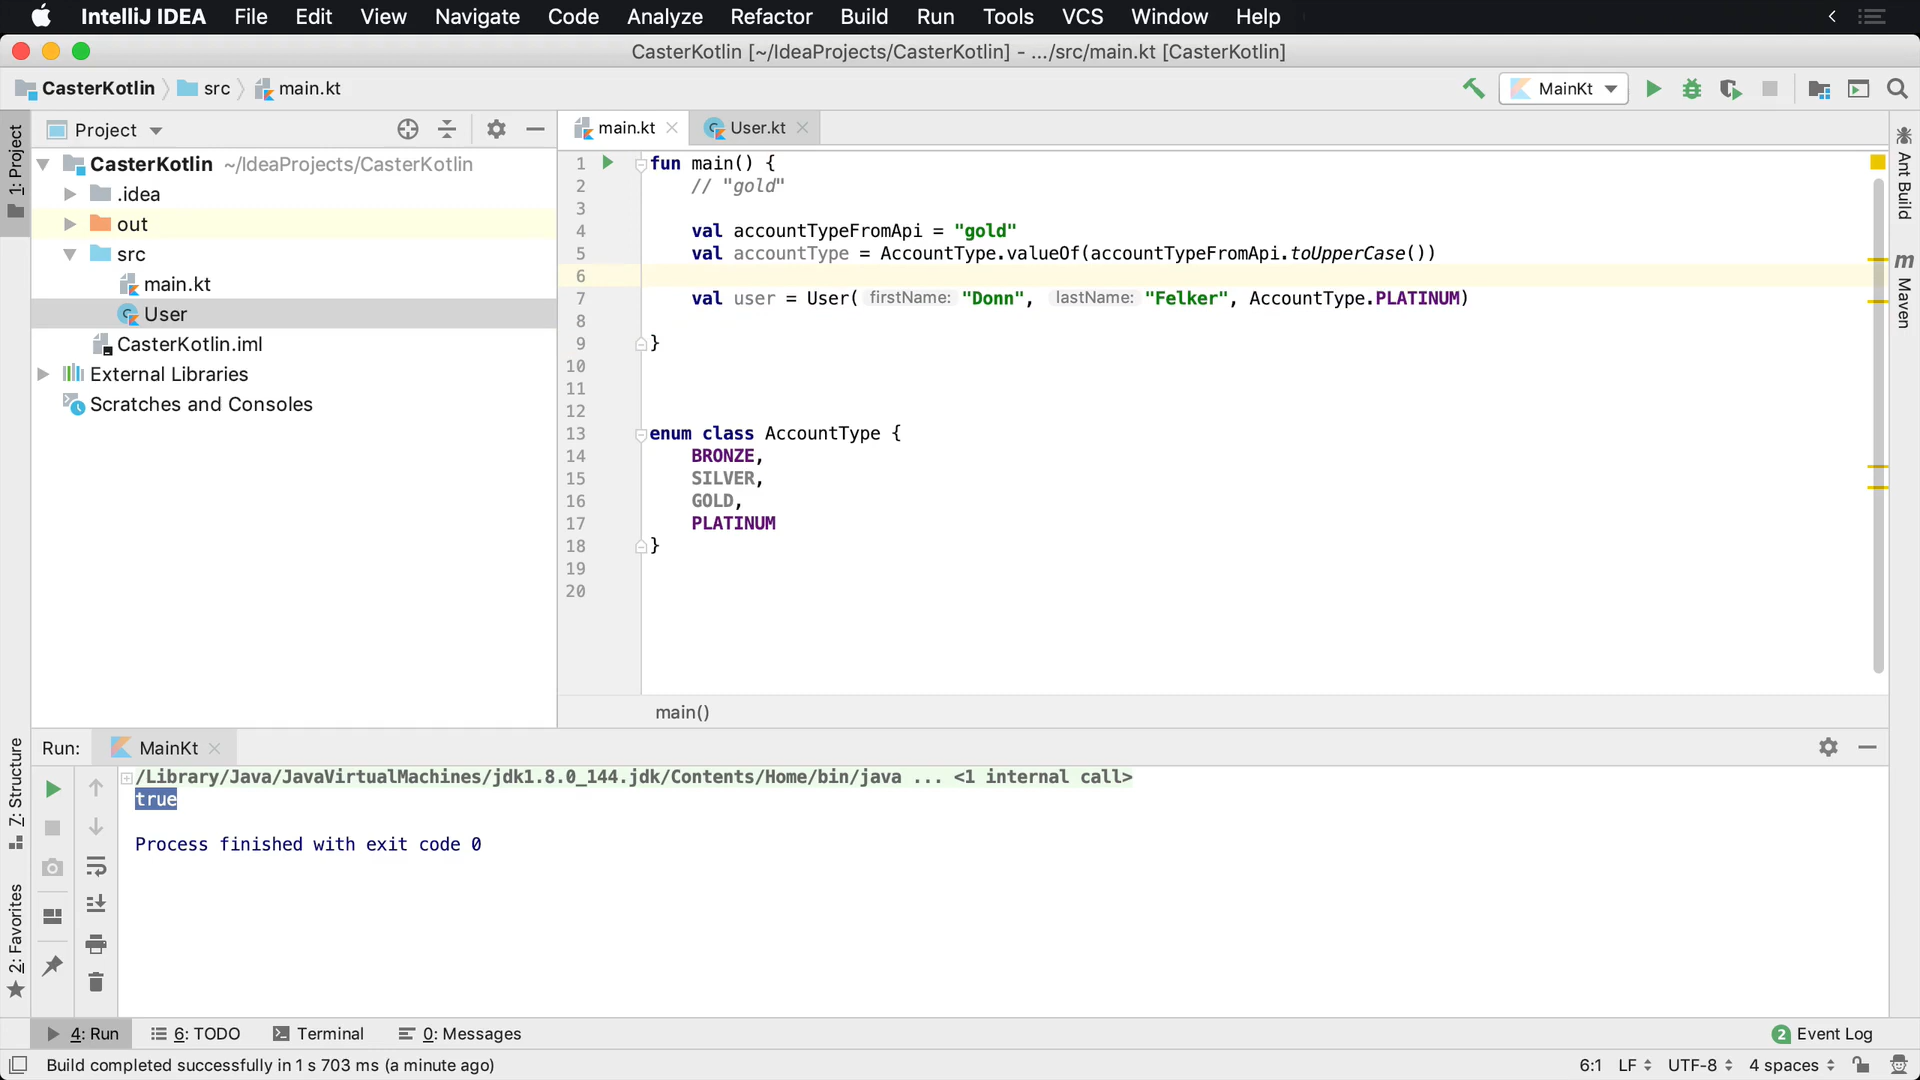 IntelliJ IDEA File Edit View Navigate Code Analyze Refactor Build Run Tools VCS Window Help
CasterKotlin [~/IdeaProjects/CasterKotlin] - .../src/main.kt [CasterKotlin]
CasterKotlin src main.kt MainKt
1: Project
Project
CasterKotlin ~/IdeaProjects/CasterKotlin
.idea
out
src
main.kt
User
CasterKotlin.iml
External Libraries
Scratches and Consoles
main.kt User.kt
1 fun main() {
2 // "gold"
3
4 val accountTypeFromApi = "gold"
5 val accountType = AccountType.valueOf(accountTypeFromApi.toUpperCase())
6
7 val user = User( firstName: "Donn", lastName: "Felker", AccountType.PLATINUM)
8
9 }
10
11
12
13 enum class AccountType {
14 BRONZE,
15 SILVER,
16 GOLD,
17 PLATINUM
18 }
19
20
main()
Ant Build
m Maven
Run: MainKt
/Library/Java/JavaVirtualMachines/jdk1.8.0_144.jdk/Contents/Home/bin/java ... <1 internal call>
true
Process finished with exit code 0
Z: Structure
2: Favorites
4: Run 6: TODO Terminal 0: Messages 2 Event Log
Build completed successfully in 1 s 703 ms (a minute ago) 6:1 LF UTF-8 4 spaces